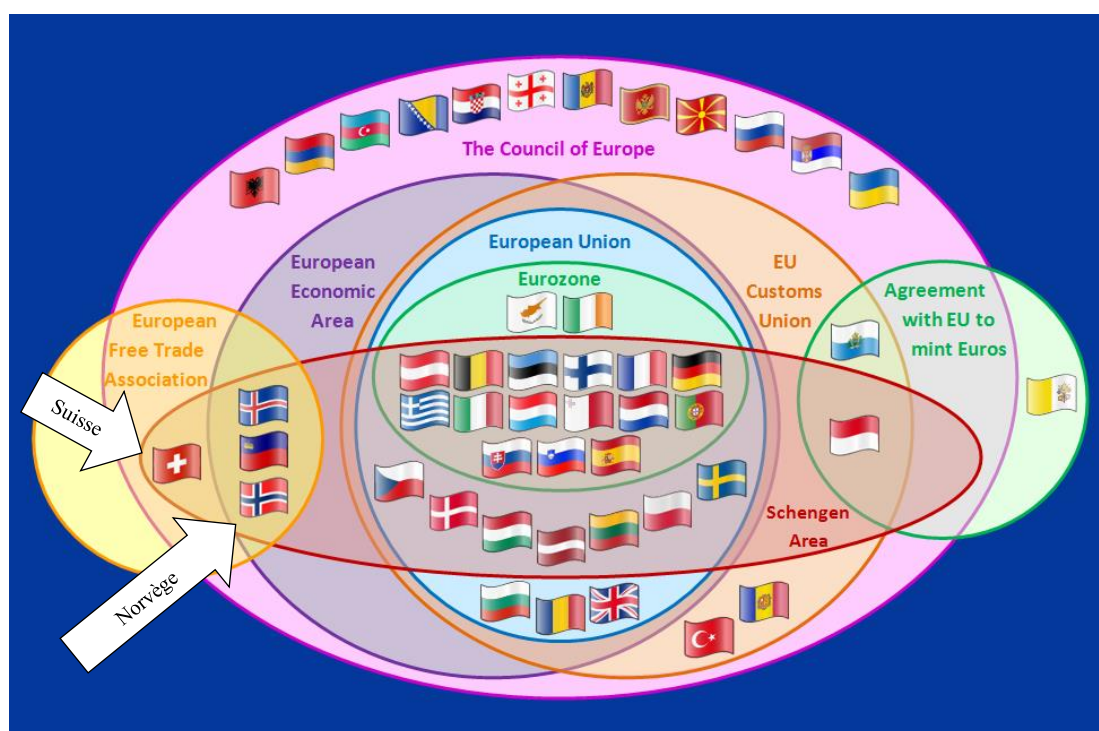 The Council of Europe
European Union
European
Economic
Area
EU
Customs
Union
Eurozone
Agreement
with EU to
mint Euros
European
Free Trade
Association
Suisse
Schengen
Area
Norvège